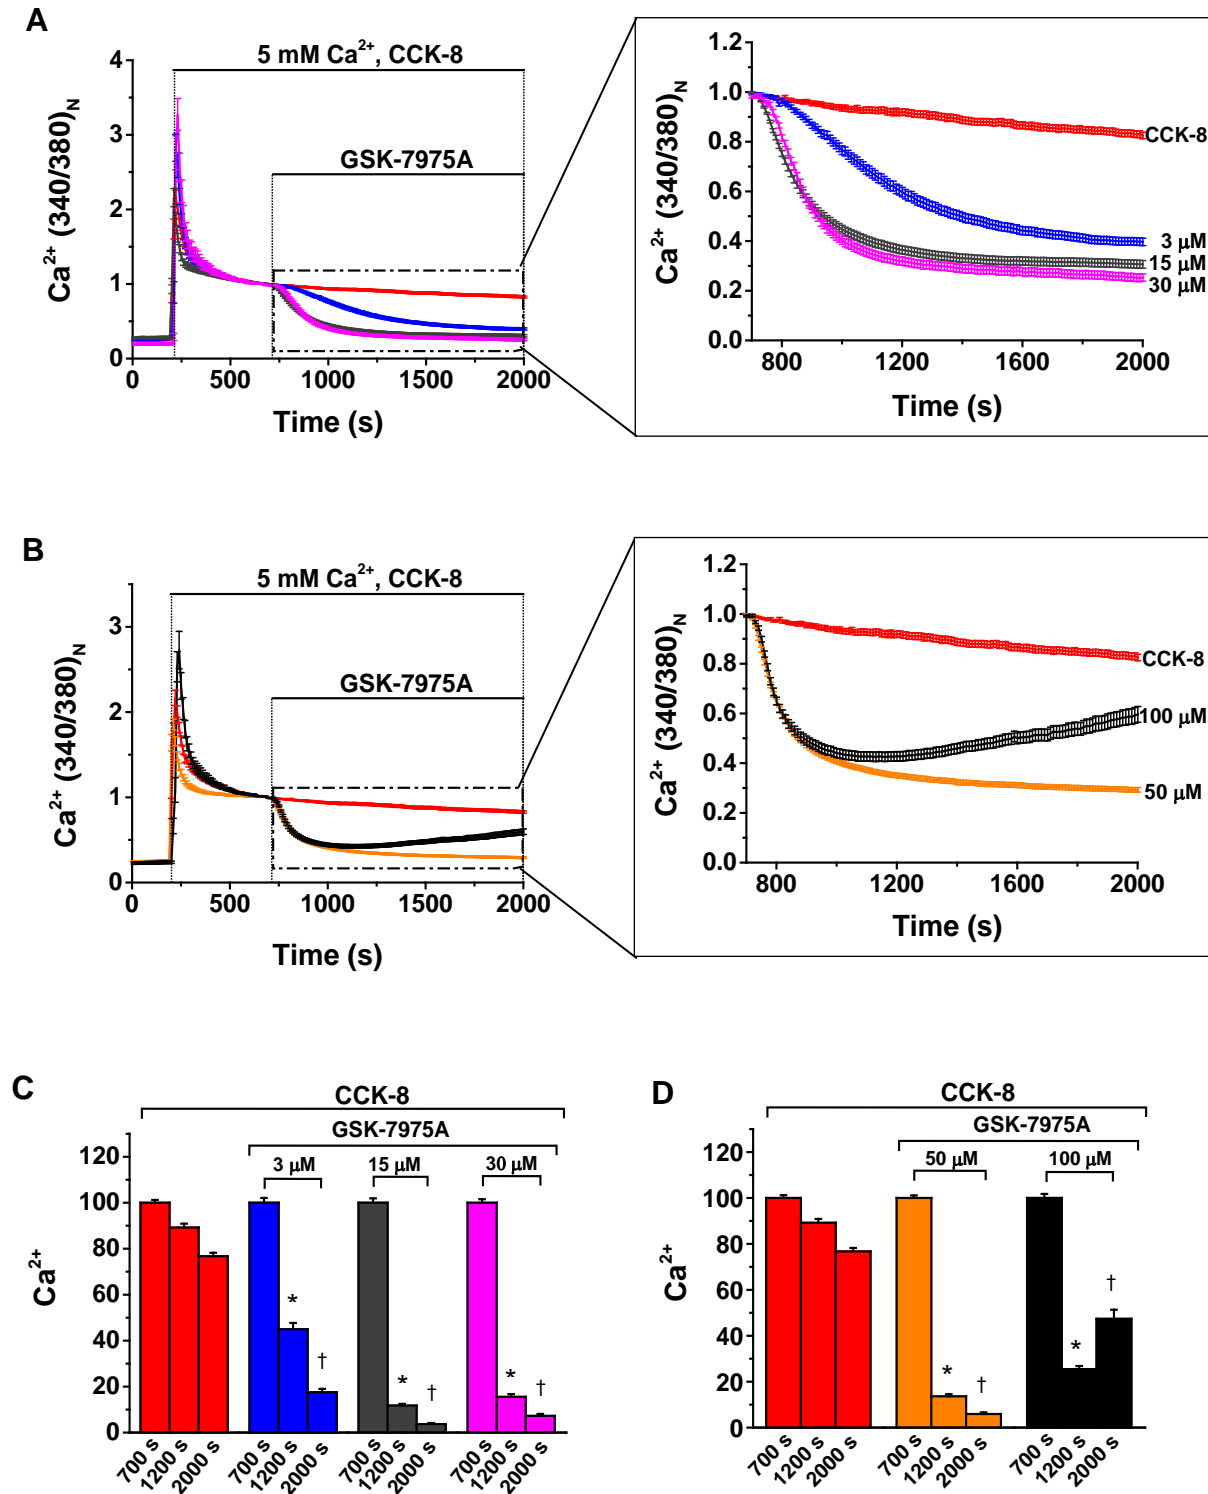 A
5 mM Ca2+, CCK-8
GSK-7975A
Ca2+ (340/380)N
4
3
2
1
0
0 500 1000 1500 2000
Time (s)
Ca2+ (340/380)N
1.2
1.0
0.8
0.6
0.4
0.2
0.0
CCK-8
3 μM
15 μM
30 μM
800 1200 1600 2000
Time (s)
B
5 mM Ca2+, CCK-8
GSK-7975A
Ca2+ (340/380)N
3
2
1
0
0 500 1000 1500 2000
Time (s)
Ca2+ (340/380)N
1.2
1.0
0.8
0.6
0.4
0.2
0.0
CCK-8
100 μM
50 μM
800 1200 1600 2000
Time (s)
C
CCK-8
GSK-7975A
3 μM 15 μM 30 μM
Ca2+
120
100
80
60
40
20
0
* † * † * †
700 s 1200 s 2000 s 700 s 1200 s 2000 s 700 s 1200 s 2000 s 700 s 1200 s 2000 s
D
CCK-8
GSK-7975A
50 μM 100 μM
Ca2+
120
100
80
60
40
20
0
* † * †
700 s 1200 s 2000 s 700 s 1200 s 2000 s 700 s 1200 s 2000 s